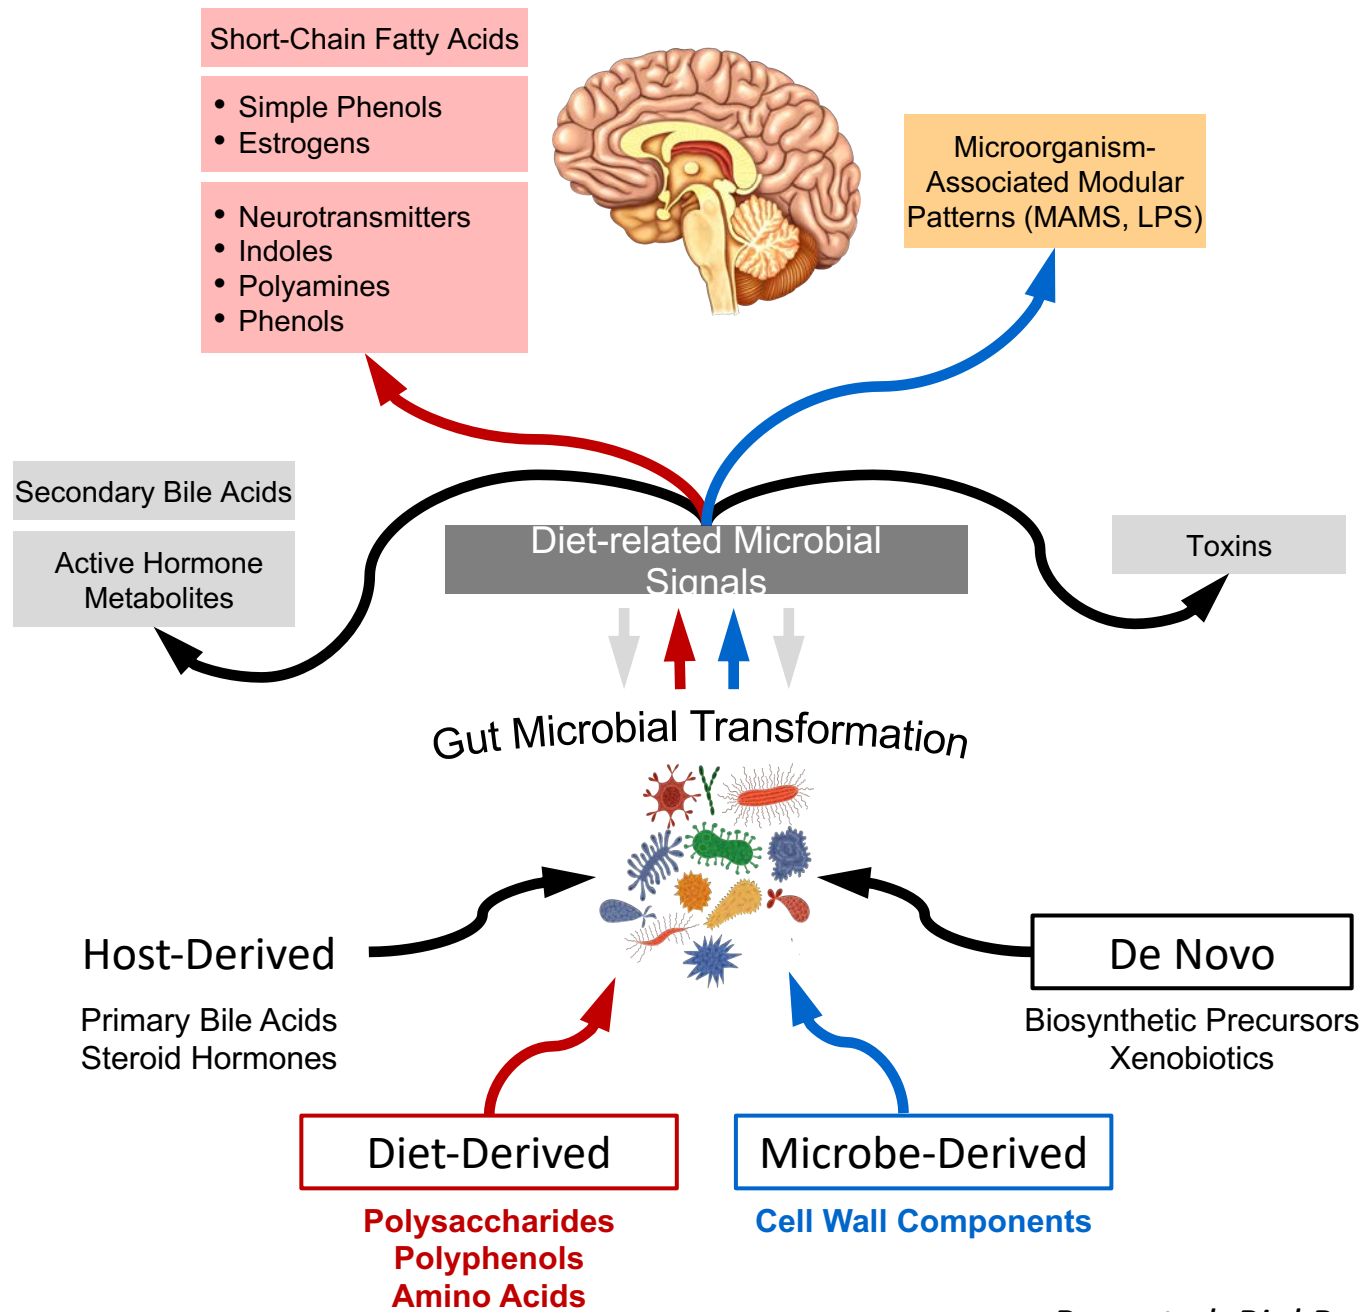 Short-Chain Fatty Acids
• Simple Phenols
• Estrogens
• Neurotransmitters
• Indoles
• Polyamines
• Phenols
Microorganism-
Associated Modular
Patterns (MAMS, LPS)
Secondary Bile Acids
Active Hormone
Metabolites
Diet-related Microbial
Signals
Toxins
Gut Microbial Transformation
Host-Derived
Primary Bile Acids
Steroid Hormones
De Novo
Biosynthetic Precursors
Xenobiotics
Diet-Derived
Polysaccharides
Polyphenols
Amino Acids
Microbe-Derived
Cell Wall Components